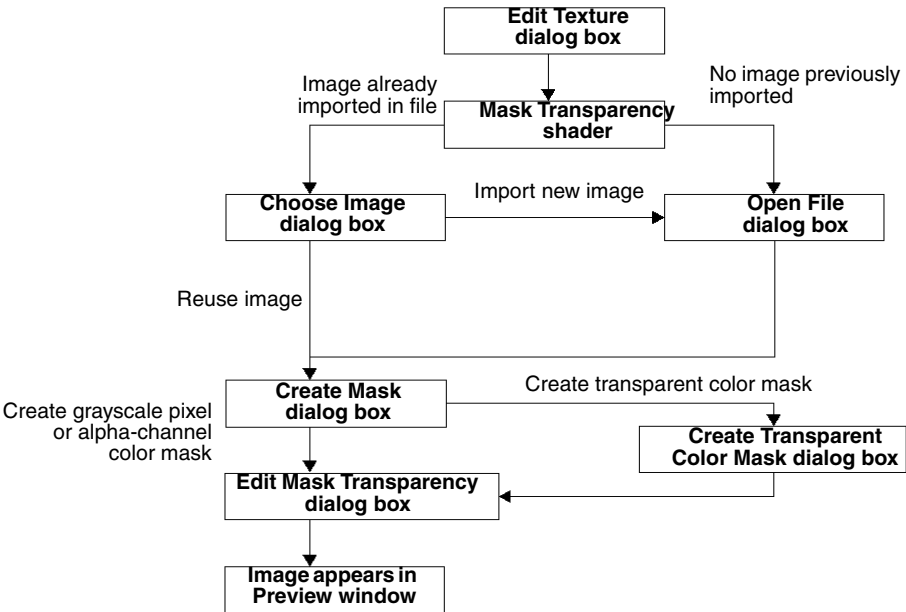 Edit Texture
dialog box
Image already
imported in file
No image previously
imported
Mask Transparency
shader
Choose Image
dialog box
Import new image
Open File
dialog box
Reuse image
Create Mask
dialog box
Create transparent color mask
Create grayscale pixel
or alpha-channel
color mask
Create Transparent
Color Mask dialog box
Edit Mask Transparency
dialog box
Image appears in
Preview window